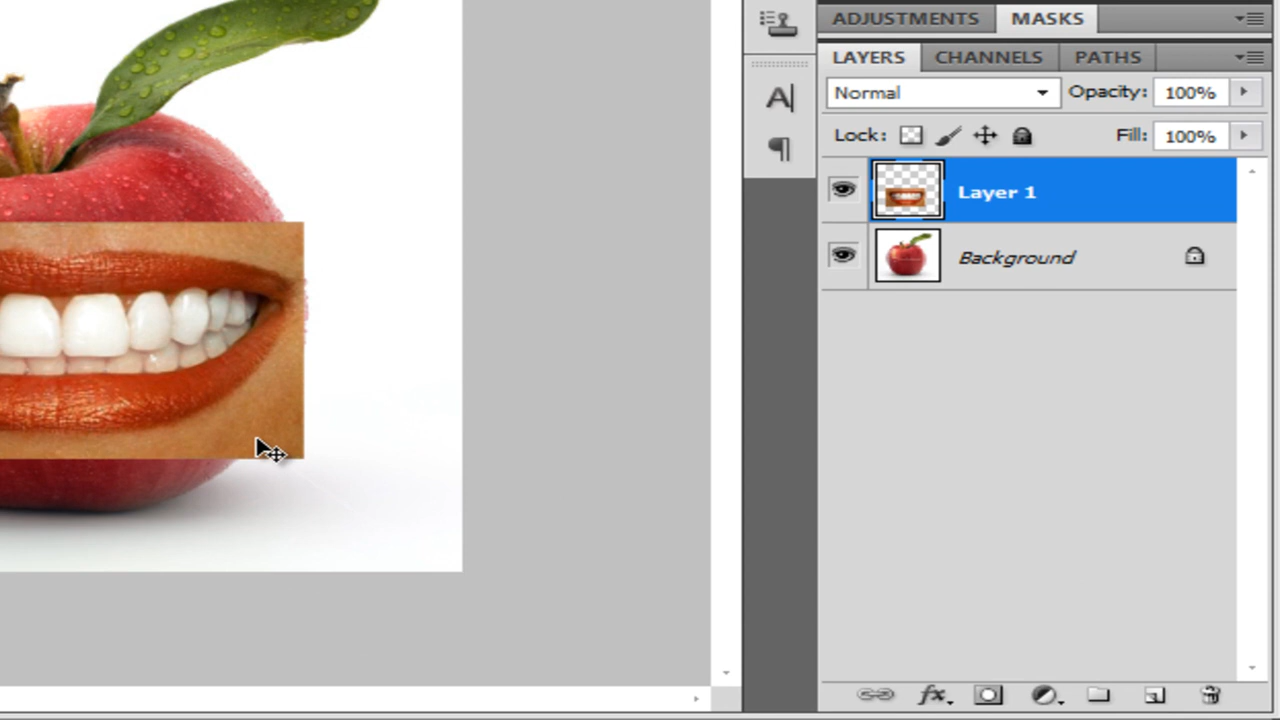 ADJUSTMENTS MASKS
LAYERS CHANNELS PATHS
Normal Opacity: 100%
Lock: Fill: 100%
Layer 1
Background